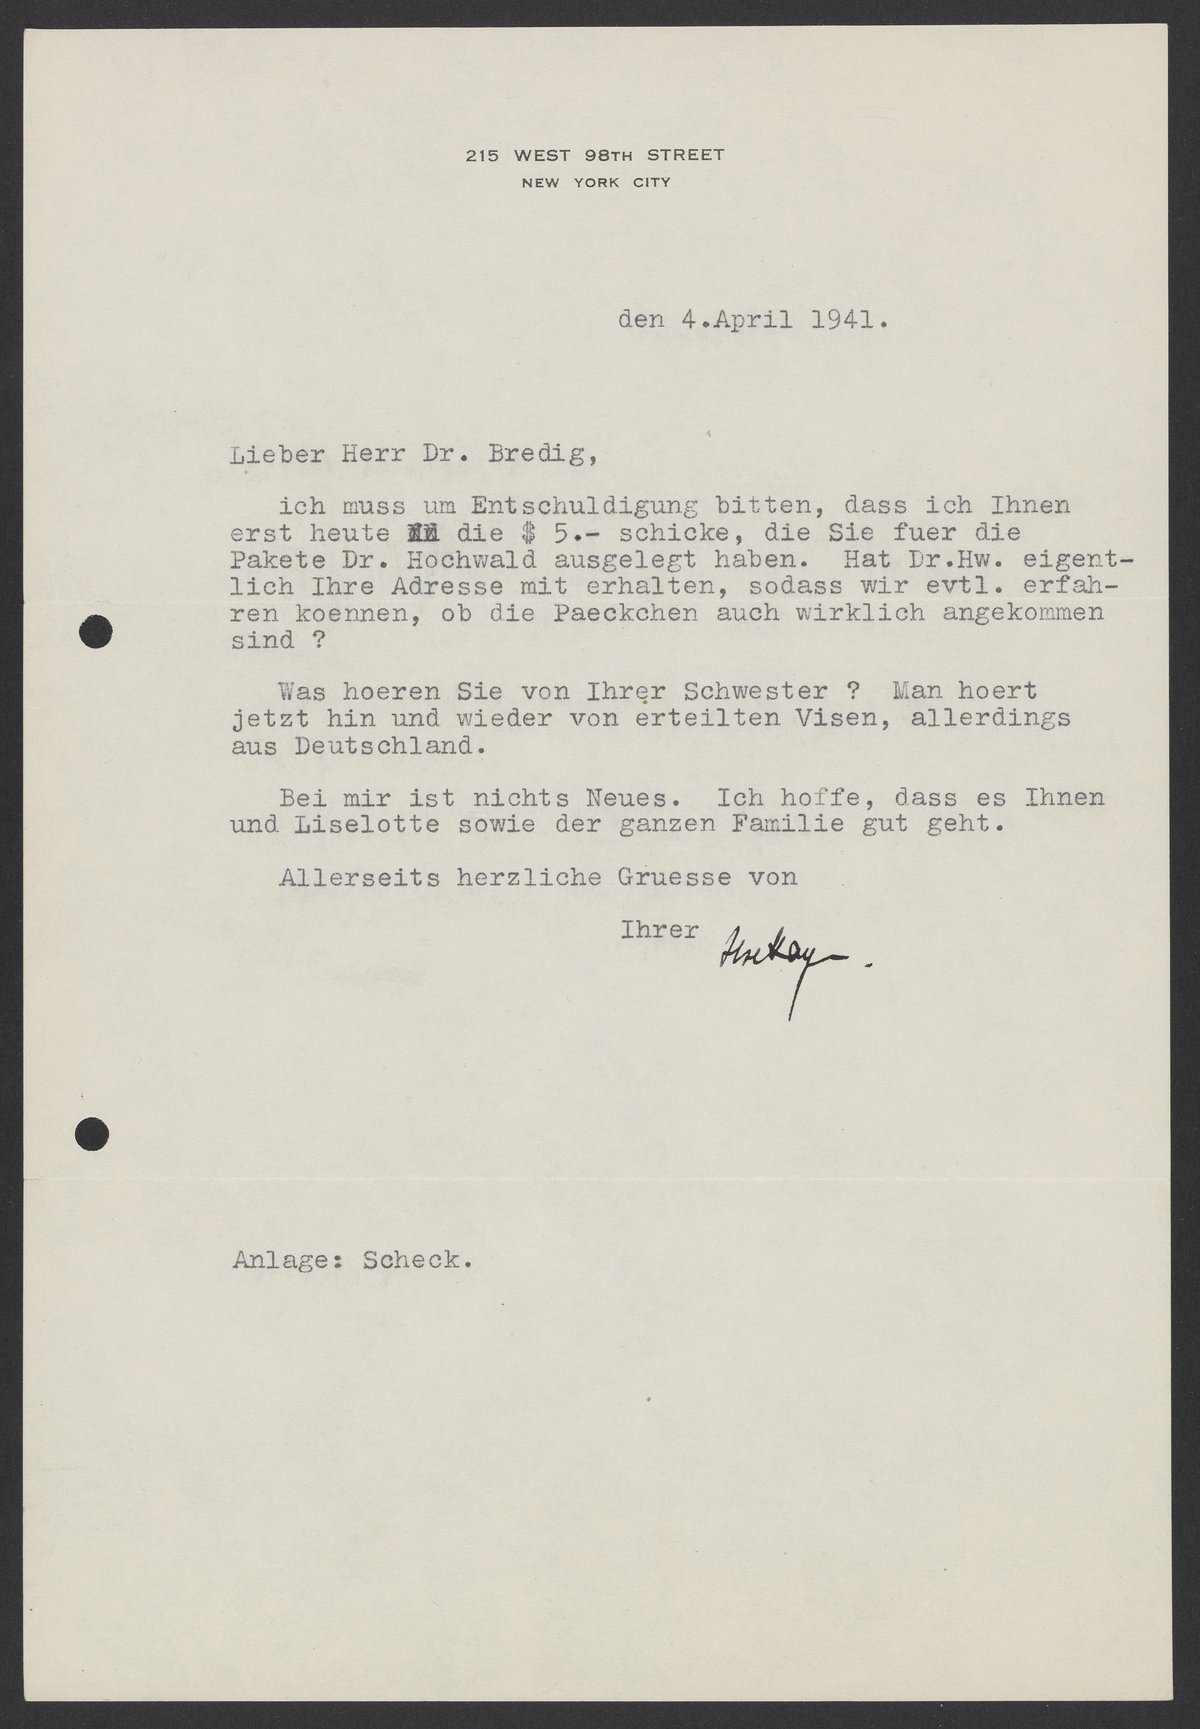 215 WEST 98TH STREET
NEW YORK CITY
den 4.April 1941.
Lieber Herr Dr. Bredig,
ich muss um Entschuldigung bitten, dass ich Ihnen
erst heute die $ 5.- schicke, die Sie fuer die
Pakete Dr. Hochwald ausgelegt haben. Hat Dr.Hw. eigent-
lich Ihre Adresse mit erhalten, sodass wir evtl. erfah-
ren koennen, ob die Paeckchen auch wirklich angekommen
sind ?
Was hoeren Sie von Ihrer Schwester ? Man hoert
jetzt hin und wieder von erteilten Visen, allerdings
aus Deutschland.
Bei mir ist nichts Neues. Ich hoffe, dass es Ihnen
und Liselotte sowie der ganzen Familie gut geht.
Allerseits herzliche Gruesse von
Ihrer
Anlage: Scheck.